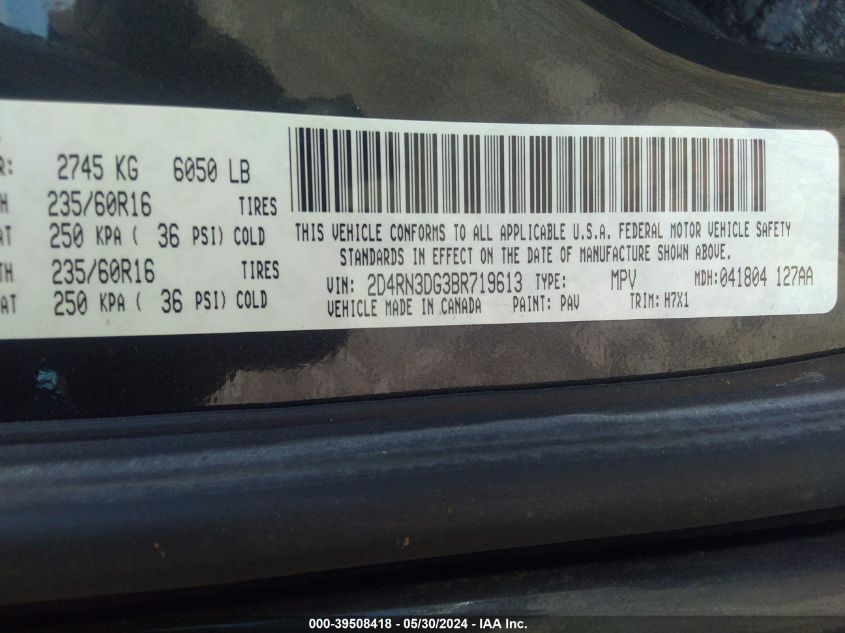 R: 2745 KG 6050 LB
H 235/60R16 TIRES
AT 250 KPA ( 36 PSI) COLD
TH 235/60R16 TIRES
AT 250 KPA ( 36 PSI) COLD
THIS VEHICLE CONFORMS TO ALL APPLICABLE U.S.A. FEDERAL MOTOR VEHICLE SAFETY
STANDARDS IN EFFECT ON THE DATE OF MANUFACTURE SHOWN ABOVE.
VIN: 2D4RN3DG3BR719613 TYPE: MPV MDH: 041804 127AA
VEHICLE MADE IN CANADA PAINT: PAV TRIM: H7X1
000-39508418 - 05/30/2024 - IAA Inc.